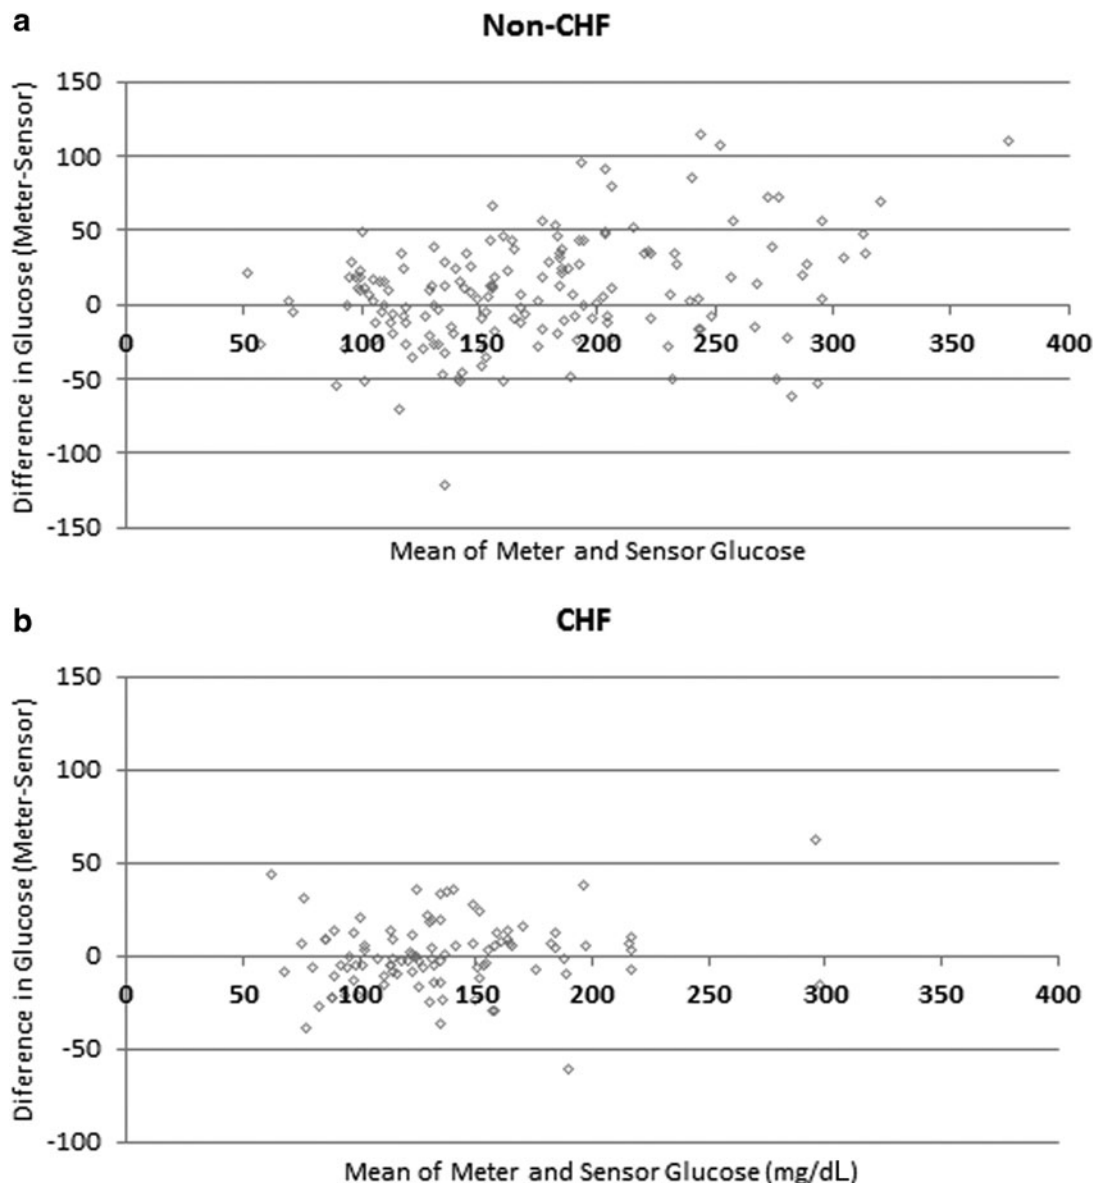 a
Non-CHF
Difference in Glucose (Meter-Sensor)
150
100
50
0
-50
-100
-150
0 50 100 150 200 250 300 350 400
Mean of Meter and Sensor Glucose
b
CHF
Diference in Glucose (Meter-Sensor)
150
100
50
0
-50
-100
0 50 100 150 200 250 300 350 400
Mean of Meter and Sensor Glucose (mg/dL)